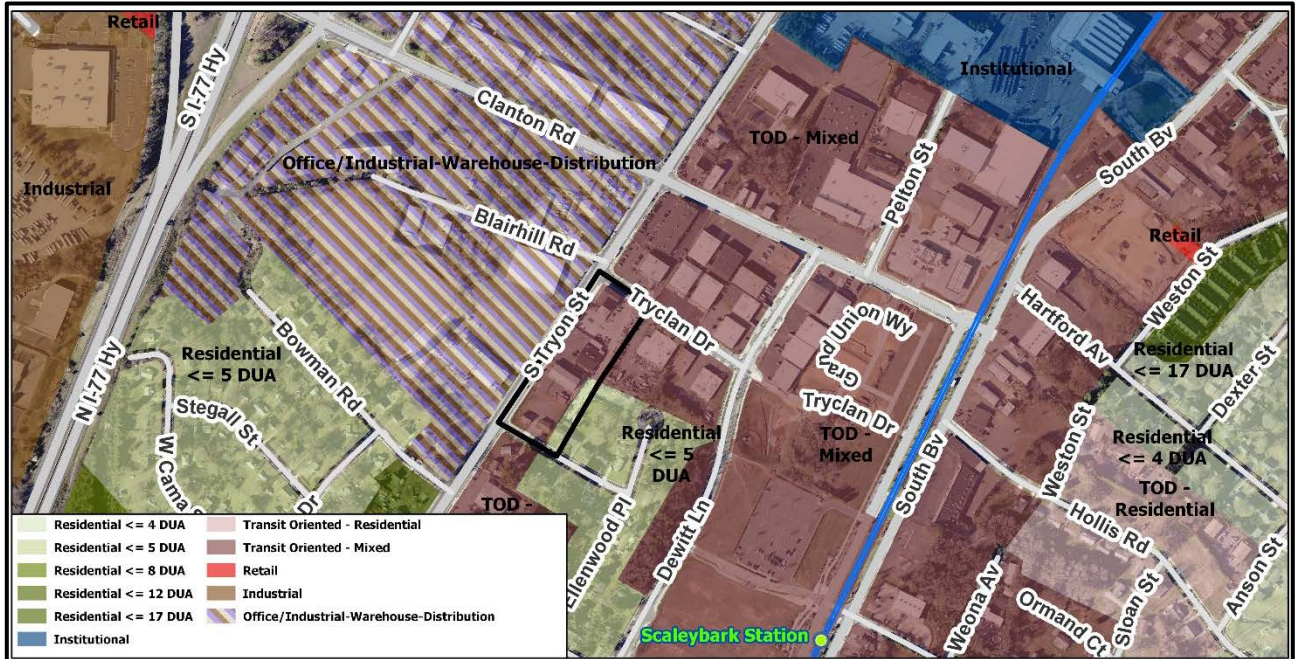 Retail
S I-77 Hy
Clanton Rd
Institutional
TOD - Mixed
South Bv
Pelton St
Office/Industrial-Warehouse-Distribution
Industrial
Blairhill Rd
Retail
Weston St
S Tryon St
Tryclan Dr
Hartford Av
Union Wy
Gray
Bowman Rd
Residential
<= 5 DUA
N I-77 Hy
Stegall St
Residential
<= 17 DUA
Dexter St
Tryclan Dr
Residential
<= 5
DUA
TOD -
Mixed
South Bv
Weston St
Residential
<= 4 DUA
TOD -
Residential
W Cama S
Dr
TOD -
Hollis Rd
Ellenwood Pl
Dewitt Ln
Anson St
Sloan St
Weona Av
Ormand Ct
Scaleybark Station
Residential <= 4 DUA
Residential <= 5 DUA
Residential <= 8 DUA
Residential <= 12 DUA
Residential <= 17 DUA
Institutional
Transit Oriented - Residential
Transit Oriented - Mixed
Retail
Industrial
Office/Industrial-Warehouse-Distribution